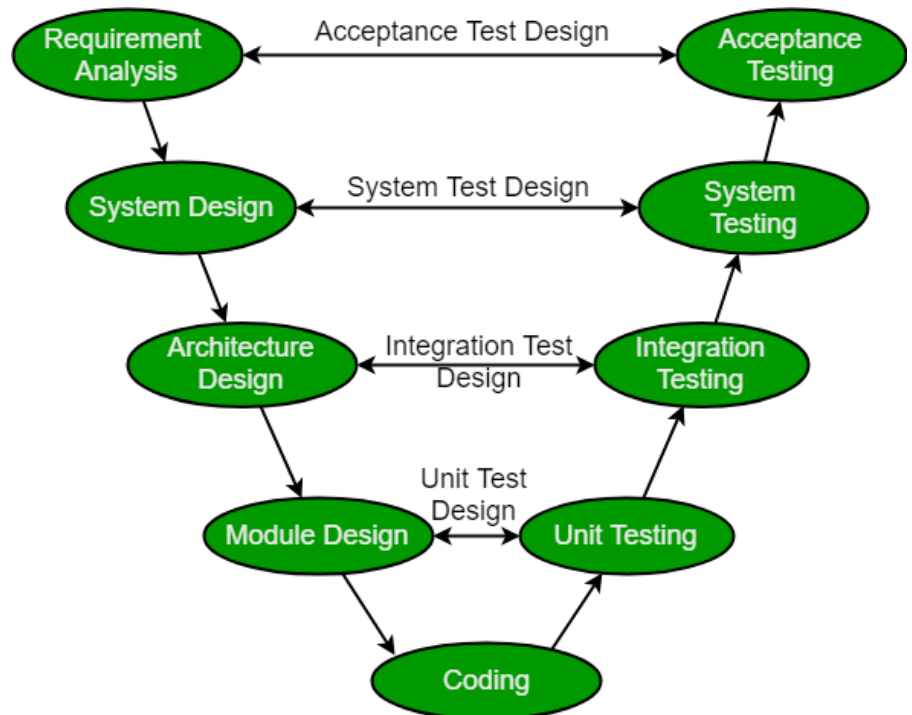 Requirement
Analysis
Acceptance Test Design
Acceptance
Testing
System Design
System Test Design
System
Testing
Architecture
Design
Integration Test
Design
Integration
Testing
Module Design
Unit Test
Design
Unit Testing
Coding